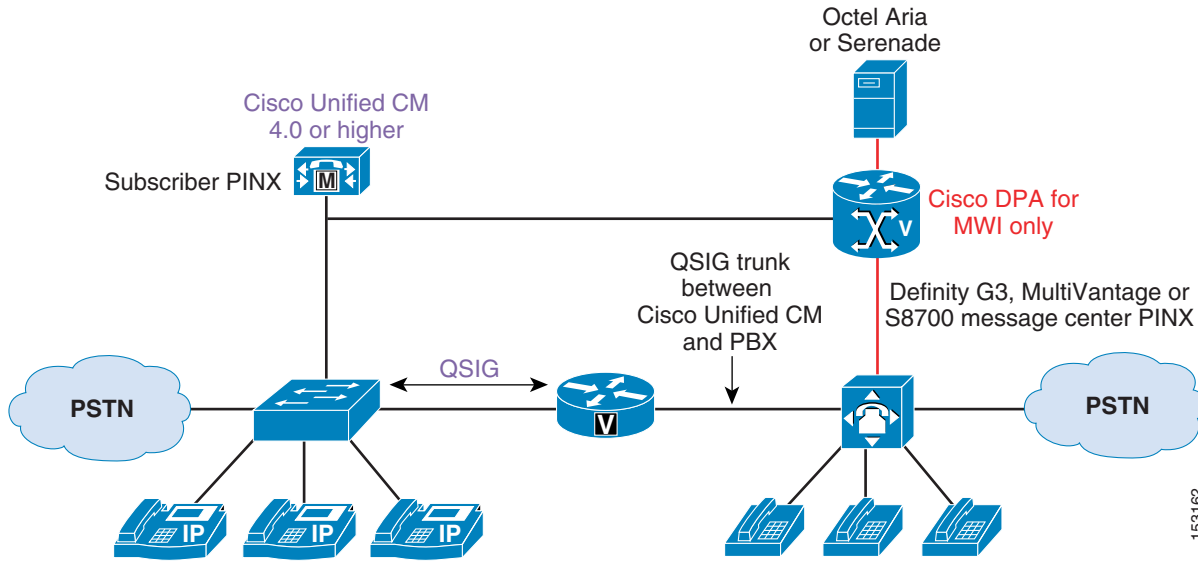 Octel Aria
or Serenade
Cisco Unified CM
4.0 or higher
Subscriber PINX
M
V
Cisco DPA for
MWI only
QSIG trunk
between
Cisco Unified CM
and PBX
Definity G3, MultiVantage or
S8700 message center PINX
QSIG
PSTN
V
PSTN
IP
IP
IP
153162